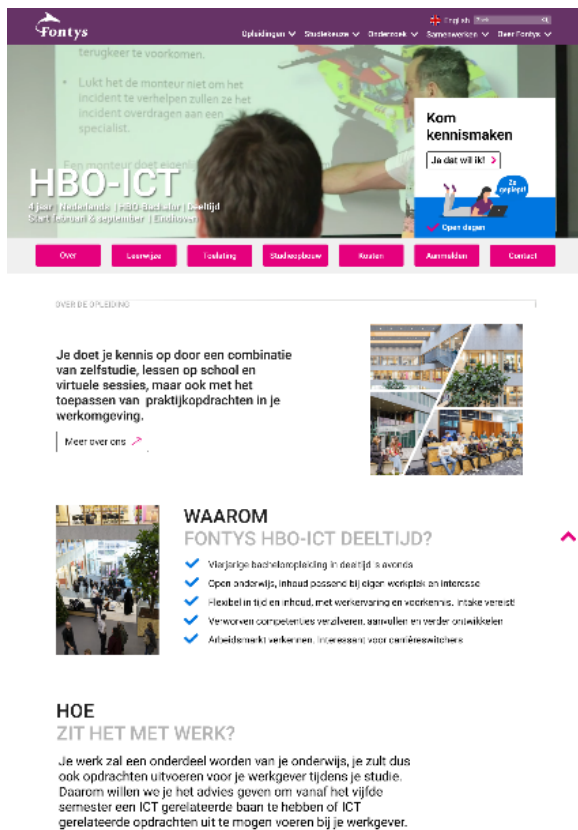 Fontys
English
Zoek
Opleidingen Studiekeuze Onderzoek Samenwerken Over Fontys
terugkeer te voorkomen.
Lukt het de monteur niet om het
incident te verhelpen zullen ze het
incident overdragen aan een
specialist.
Een monteur doet eigenlijk
Kom
kennismaken
Ja dat wil ik!
Ze
geplept!
Open dagen
HBO-ICT
4 jaar | Nederlands | HBO-Bachelor | Deeltijd
Start februari & september | Eindhoven
Over Leerwijze Toelating Studieopbouw Kosten Aanmelden Contact
OVER DE OPLEIDING
Je doet je kennis op door een combinatie
van zelfstudie, lessen op school en
virtuele sessies, maar ook met het
toepassen van praktijkopdrachten in je
werkomgeving.
Meer over ons
WAAROM
FONTYS HBO-ICT DEELTIJD?
Vierjarige bacheloropleiding in deeltijd 's avonds
Open onderwijs, inhoud passend bij eigen werkplek en interesse
Flexibel in tijd en inhoud, met werkervaring en voorkennis. Intake vereist!
Verworven competenties verzilveren, aanvullen en verder ontwikkelen
Arbeidsmarkt verkennen. Interessant voor carrièreswitchers
HOE
ZIT HET MET WERK?
Je werk zal een onderdeel worden van je onderwijs, je zult dus
ook opdrachten uitvoeren voor je werkgever tijdens je studie.
Daarom willen we je het advies geven om vanaf het vijfde
semester een ICT gerelateerde baan te hebben of ICT
gerelateerde opdrachten uit te mogen voeren bij je werkgever.